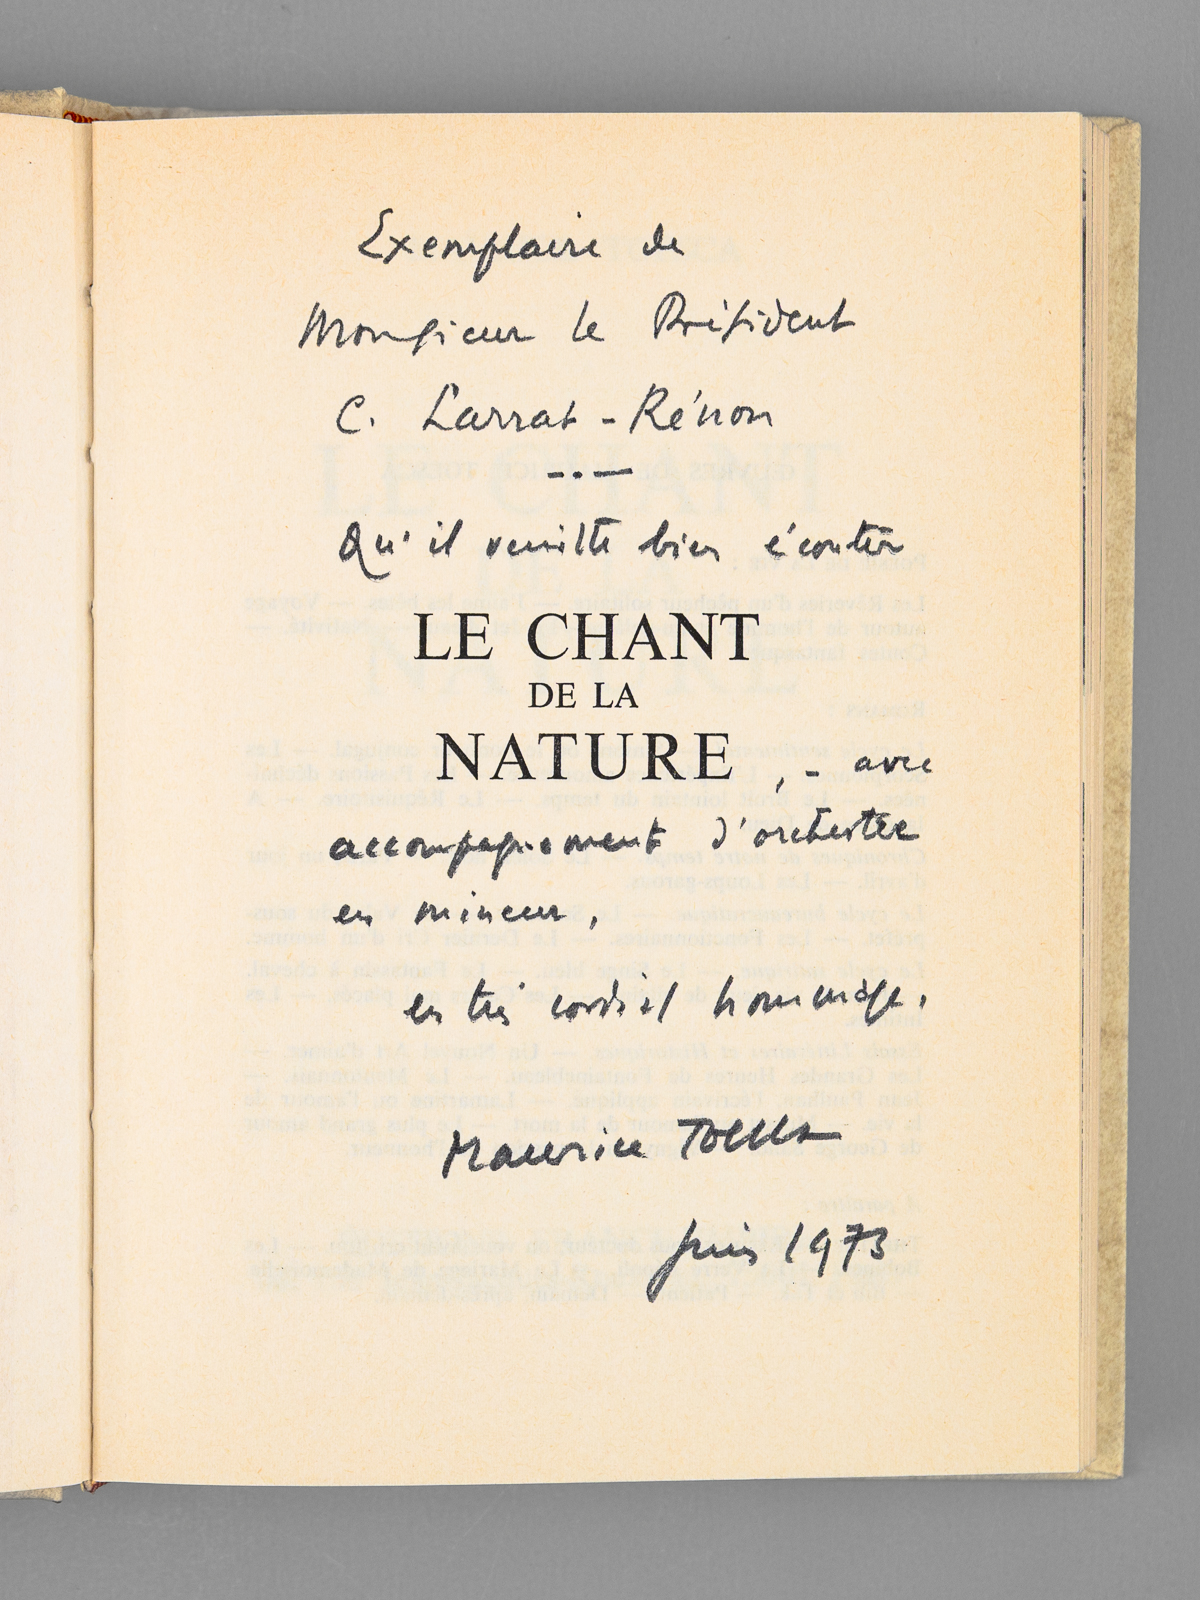 Exemplaire de
Monsieur le Président
C. Larrat-Rénon
Qu'il veuille bien écouter
LE CHANT
DE LA
NATURE, - avec
accompagnement d'orchestre
en mineur,
en très cordial hommage,
Maurice Toesca
juin 1973